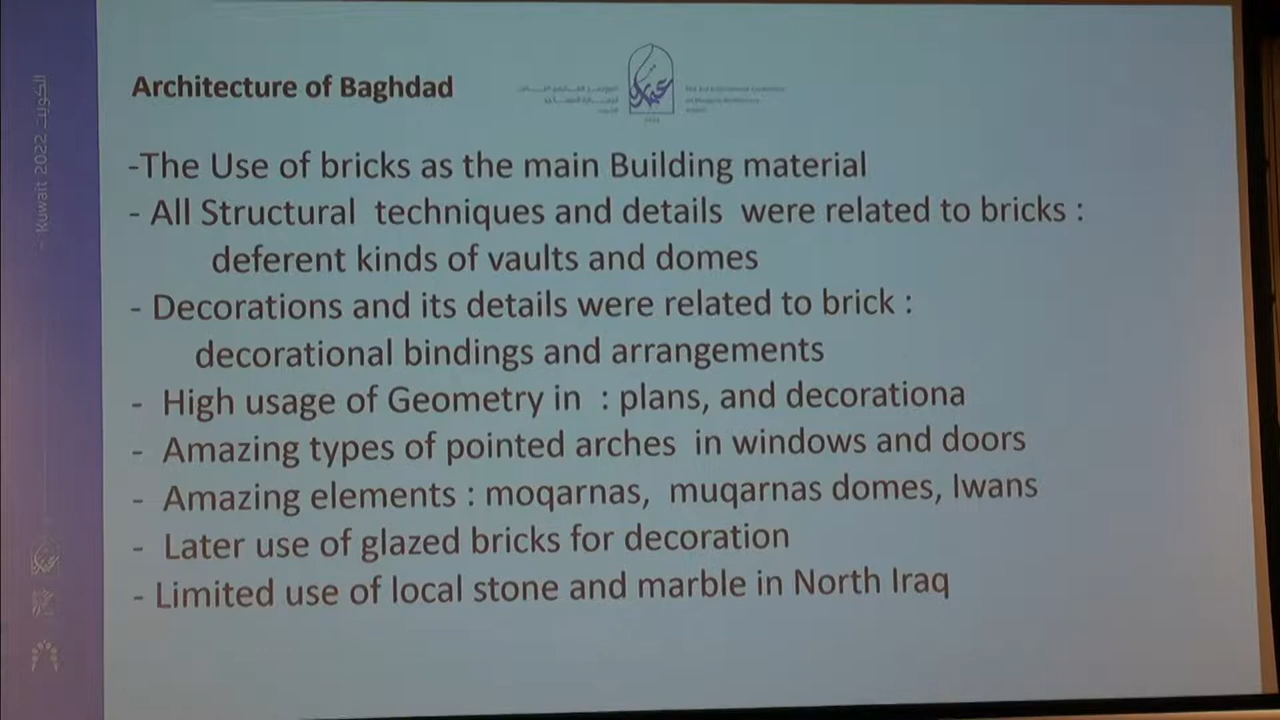 Architecture of Baghdad
-The Use of bricks as the main Building material
- All Structural techniques and details were related to bricks :
deferent kinds of vaults and domes
- Decorations and its details were related to brick :
decorational bindings and arrangements
- High usage of Geometry in : plans, and decorationa
- Amazing types of pointed arches in windows and doors
- Amazing elements : moqarnas, muqarnas domes, Iwans
- Later use of glazed bricks for decoration
- Limited use of local stone and marble in North Iraq
- Kuwait 2022 الكويت